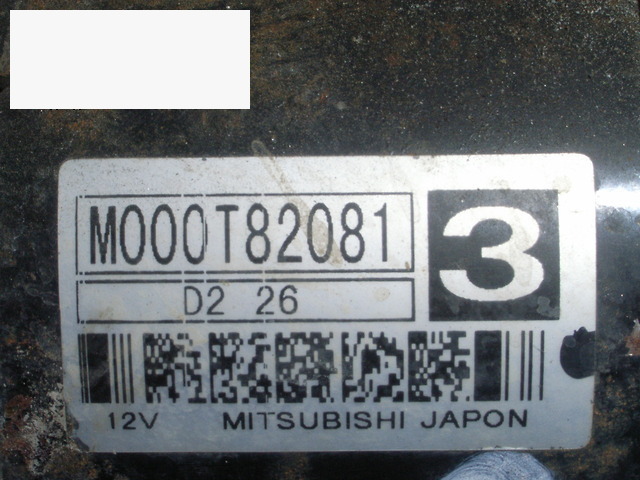 M000T82081
3
D2 26
12V MITSUBISHI JAPON